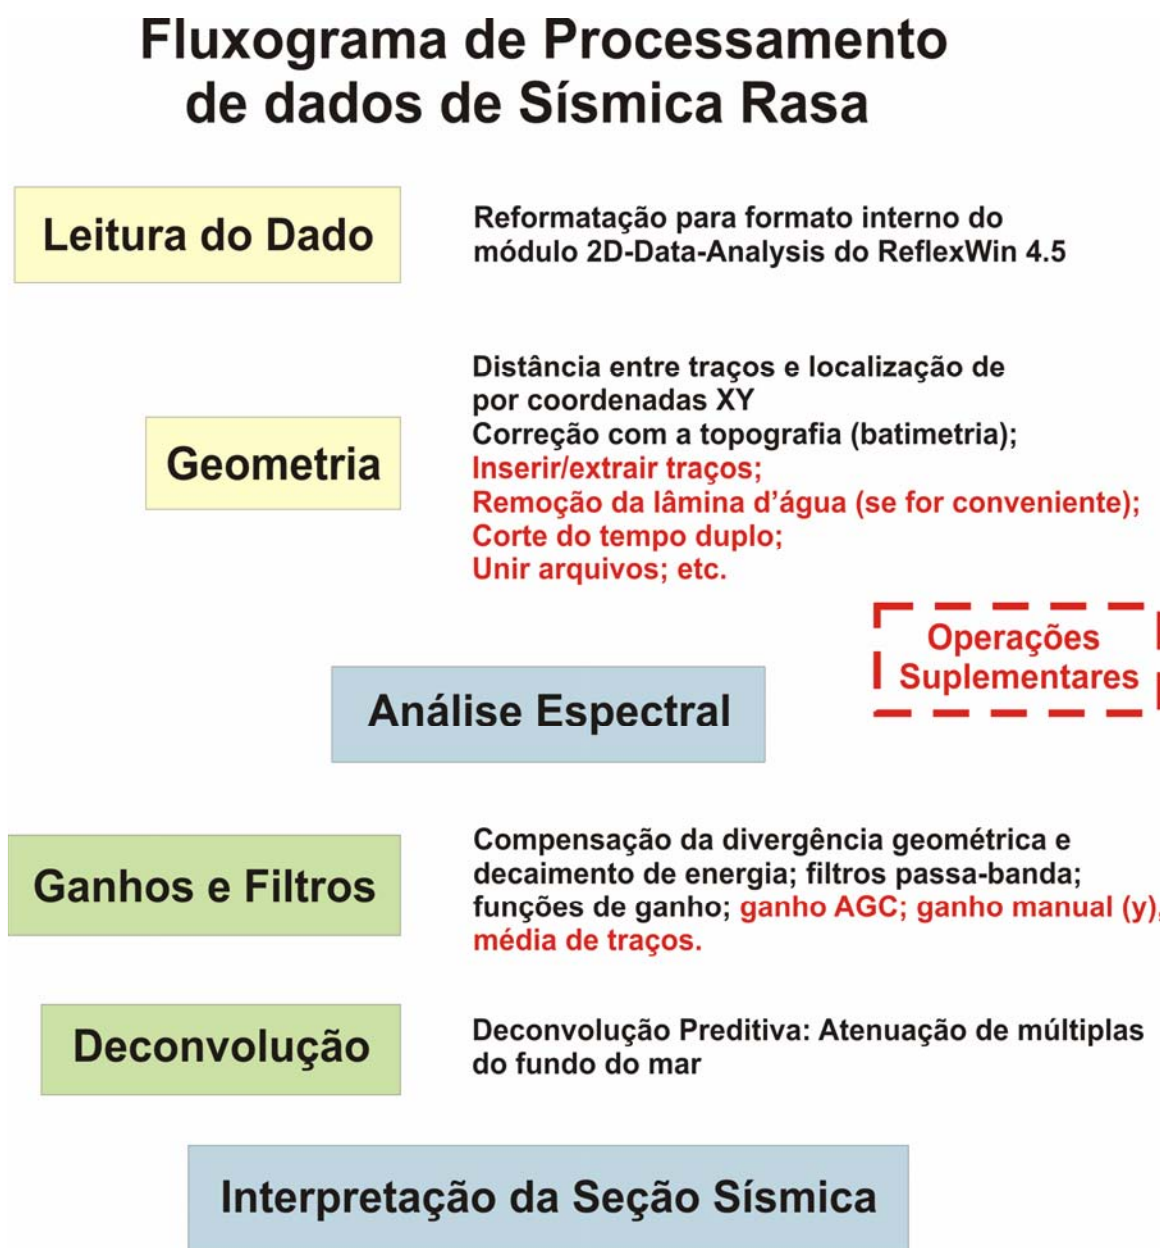 Fluxograma de Processamento
de dados de Sísmica Rasa
Leitura do Dado
Reformatação para formato interno do
módulo 2D-Data-Analysis do ReflexWin 4.5
Geometria
Distância entre traços e localização de
por coordenadas XY
Correção com a topografia (batimetria);
Inserir/extrair traços;
Remoção da lâmina d'água (se for conveniente);
Corte do tempo duplo;
Unir arquivos; etc.
Operações
Suplementares
Análise Espectral
Ganhos e Filtros
Compensação da divergência geométrica e
decaimento de energia; filtros passa-banda;
funções de ganho; ganho AGC; ganho manual (y),
média de traços.
Deconvolução
Deconvolução Preditiva: Atenuação de múltiplas
do fundo do mar
Interpretação da Seção Sísmica